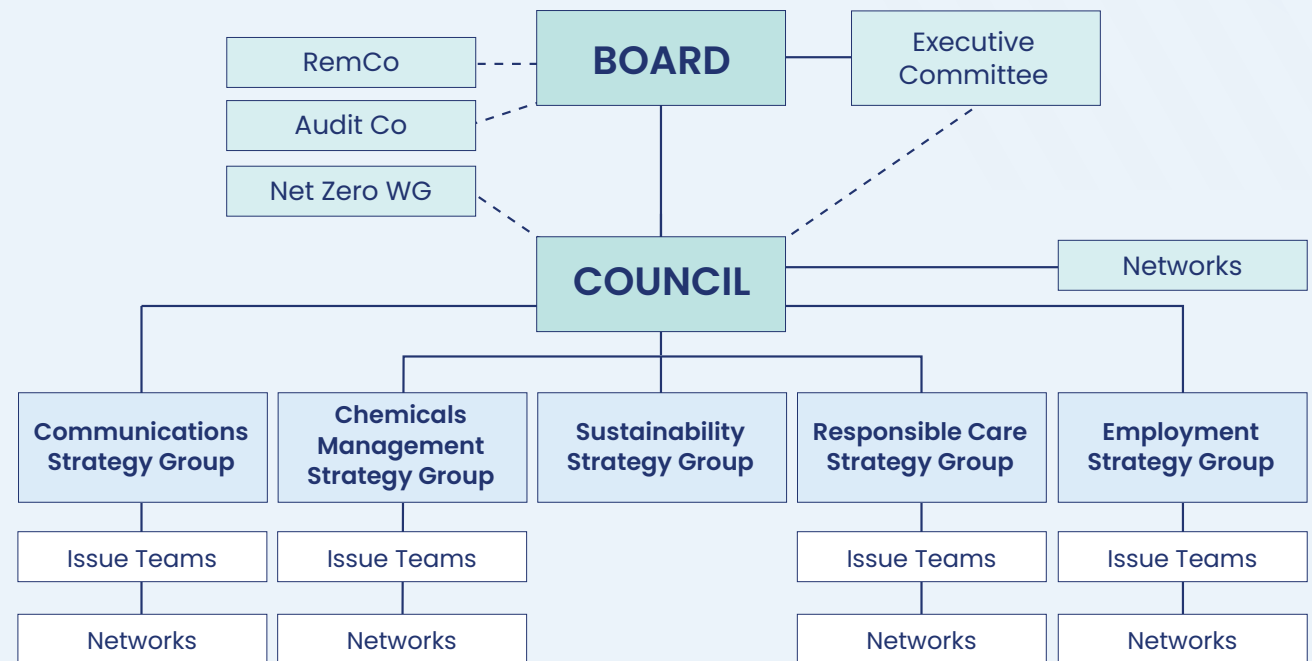 BOARD
Executive
Committee
RemCo
Audit Co
Net Zero WG
COUNCIL
Networks
Communications
Strategy Group
Chemicals
Management
Strategy Group
Sustainability
Strategy Group
Responsible Care
Strategy Group
Employment
Strategy Group
Issue Teams
Issue Teams
Issue Teams
Issue Teams
Networks
Networks
Networks
Networks